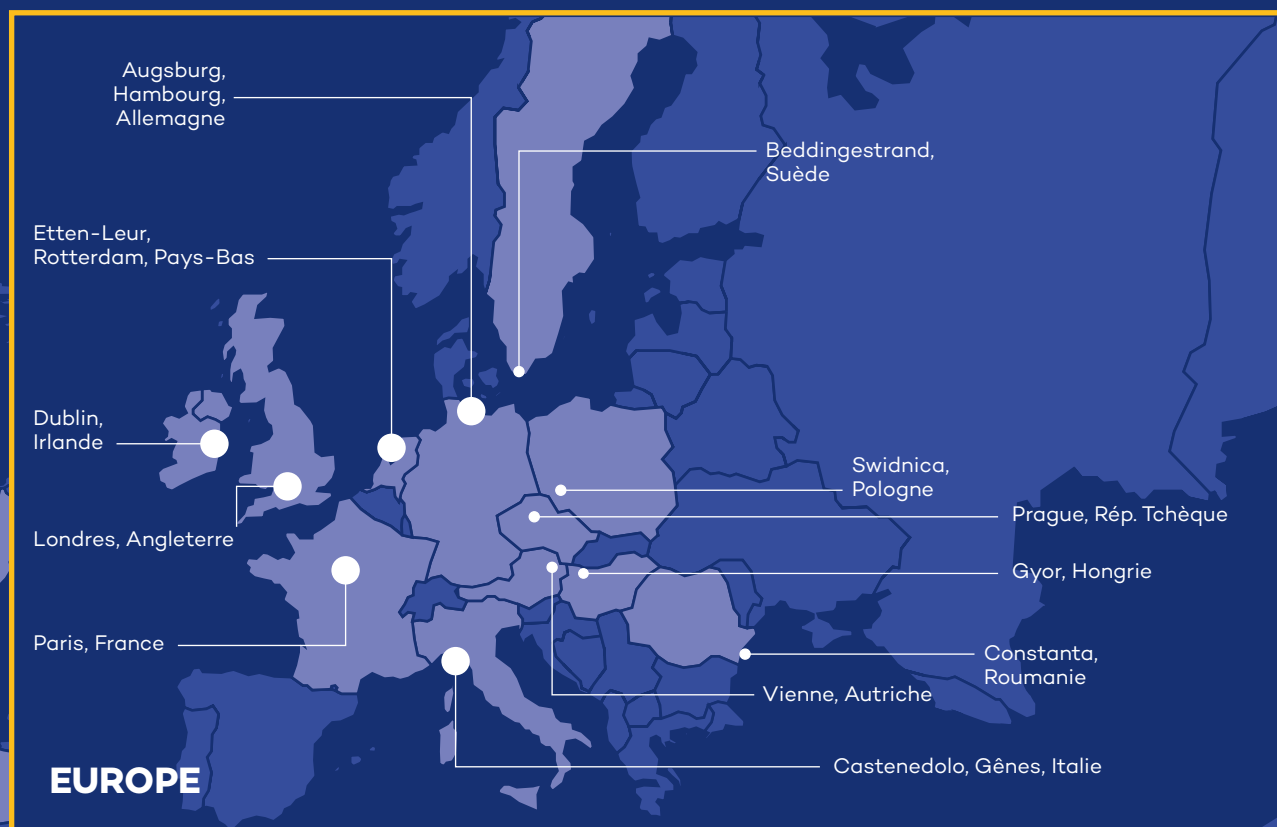 Augsburg,
Hambourg,
Allemagne
Beddingestrand,
Suède
Etten-Leur,
Rotterdam, Pays-Bas
Dublin,
Irlande
Swidnica,
Pologne
Prague, Rép. Tchèque
Londres, Angleterre
Gyor, Hongrie
Paris, France
Constanta,
Roumanie
Vienne, Autriche
Castenedolo, Gênes, Italie
EUROPE